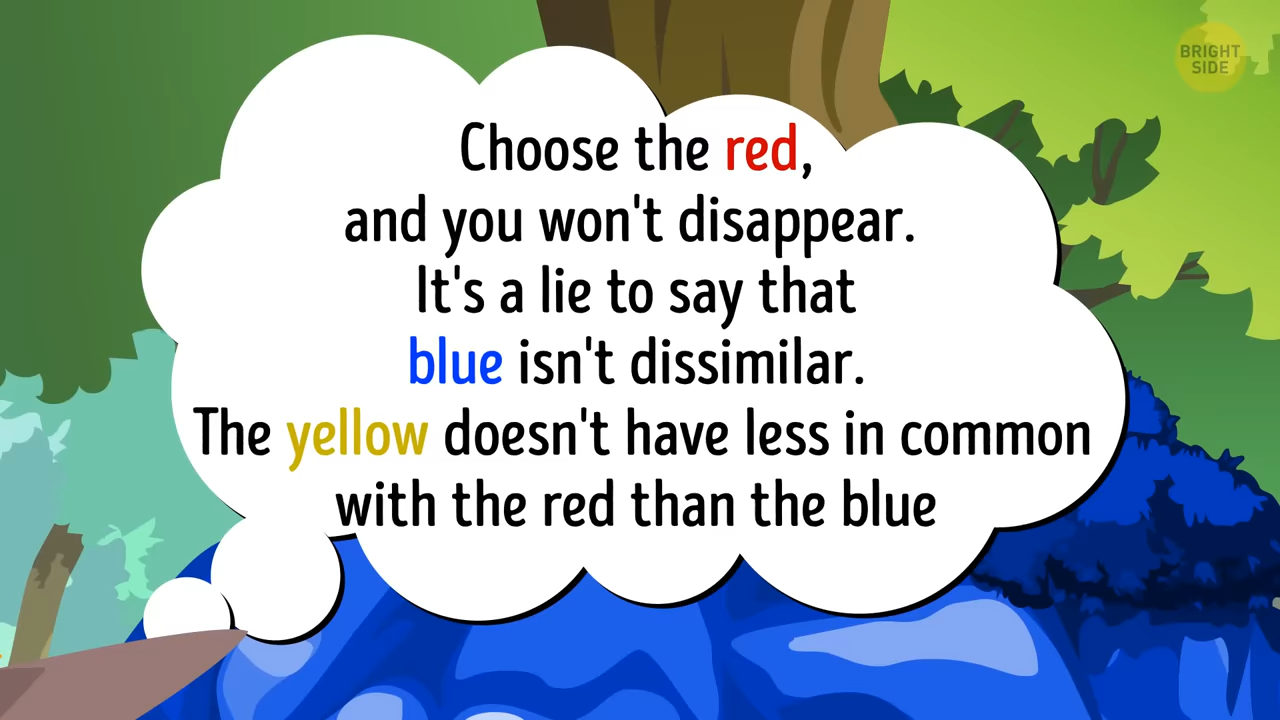 BRIGHT
SIDE
Choose the red,
and you won't disappear.
It's a lie to say that
blue isn't dissimilar.
The yellow doesn't have less in common
with the red than the blue